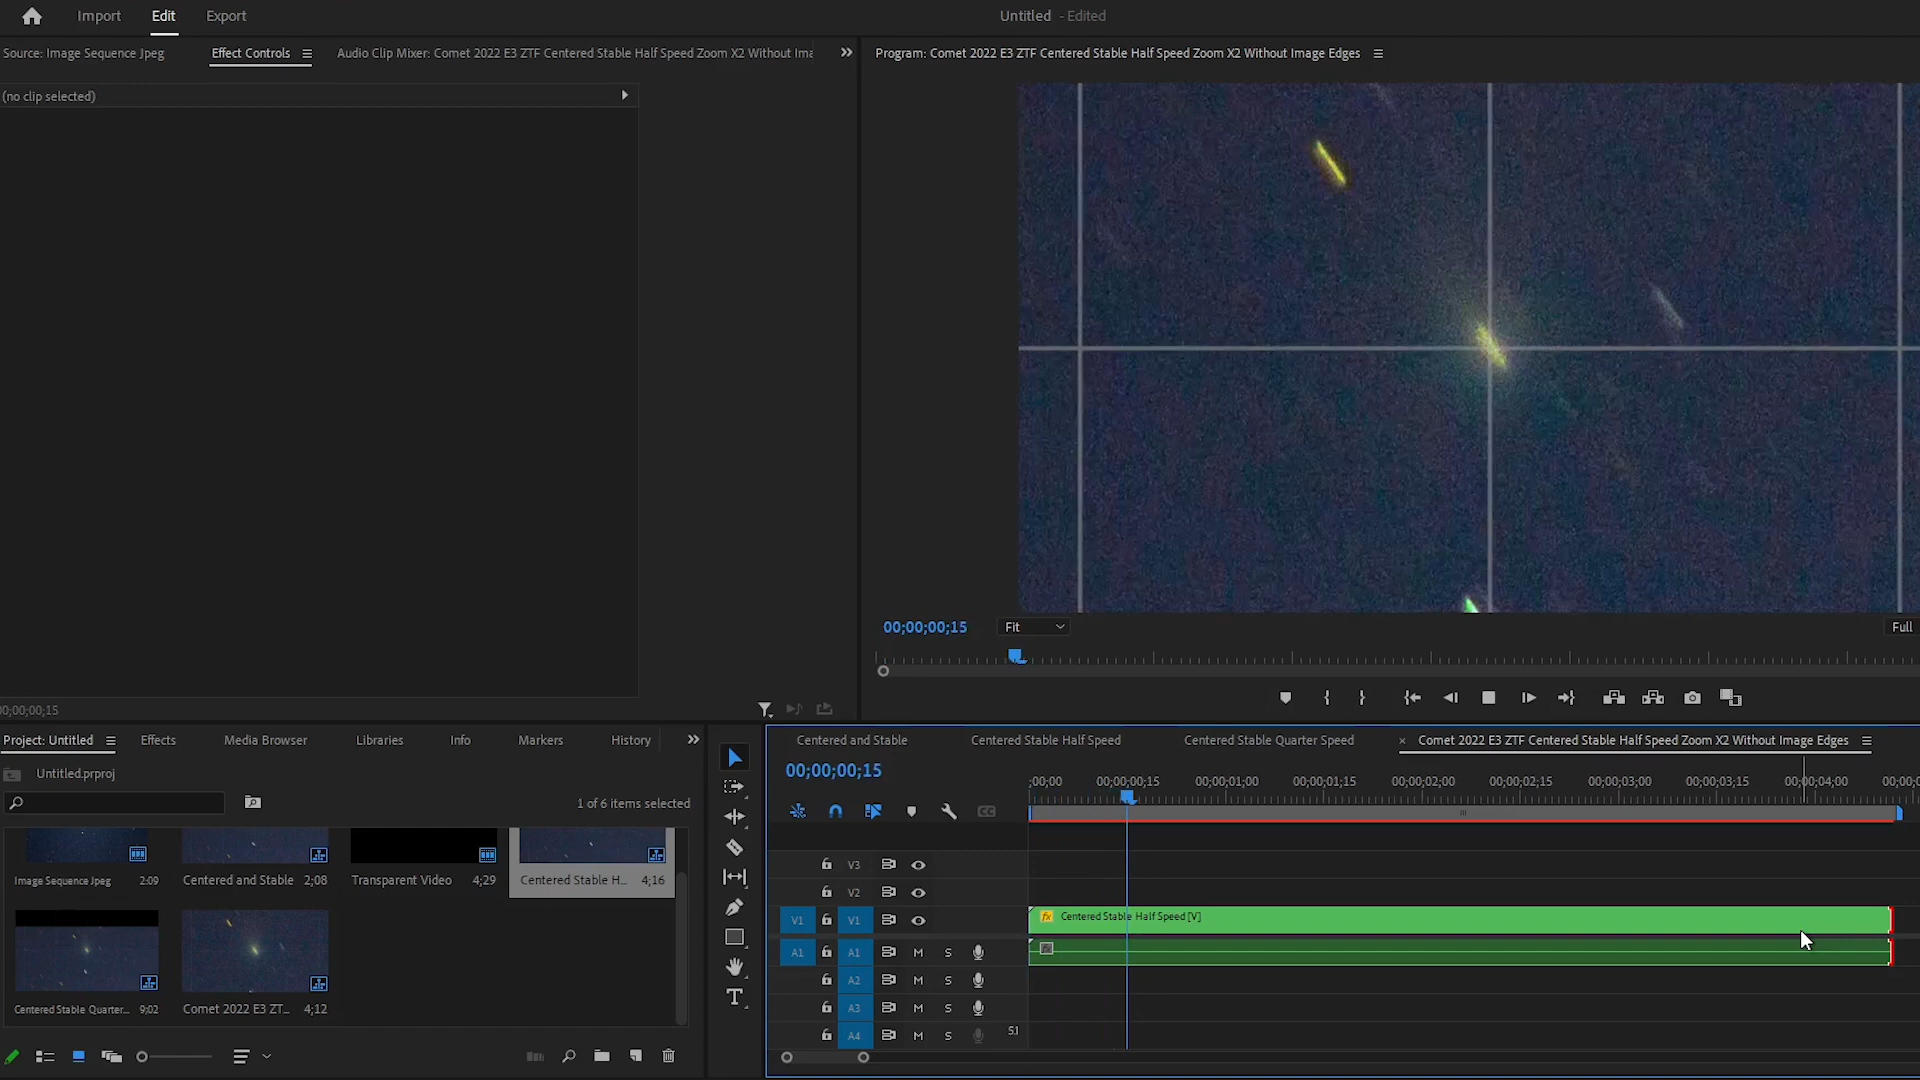 Import Edit Export Untitled - Edited
Source: Image Sequence Jpeg Effect Controls Audio Clip Mixer: Comet 2022 E3 ZTF Centered Stable Half Speed Zoom X2 Without Ima
Program: Comet 2022 E3 ZTF Centered Stable Half Speed Zoom X2 Without Image Edges
(no clip selected)
00;00;00;15 Fit Full
00;00;00;15
Project: Untitled Effects Media Browser Libraries Info Markers History
Untitled.prproj
1 of 6 items selected
Image Sequence Jpeg 2:09
Centered and Stable 2;08
Transparent Video 4;29
Centered Stable H... 4;16
Centered Stable Quarter... 9;02
Comet 2022 E3 ZT... 4;12
T
Centered and Stable Centered Stable Half Speed Centered Stable Quarter Speed × Comet 2022 E3 ZTF Centered Stable Half Speed Zoom X2 Without Image Edges
00;00;00;15
;00;00 00;00;00;15 00;00;01;00 00;00;01;15 00;00;02;00 00;00;02;15 00;00;03;00 00;00;03;15 00;00;04;00 00;00;0
CC
V3
V2
V1 V1 fx Centered Stable Half Speed [V]
A1 A1 M S
A2 M S
A3 M S
A4 M S 5.1